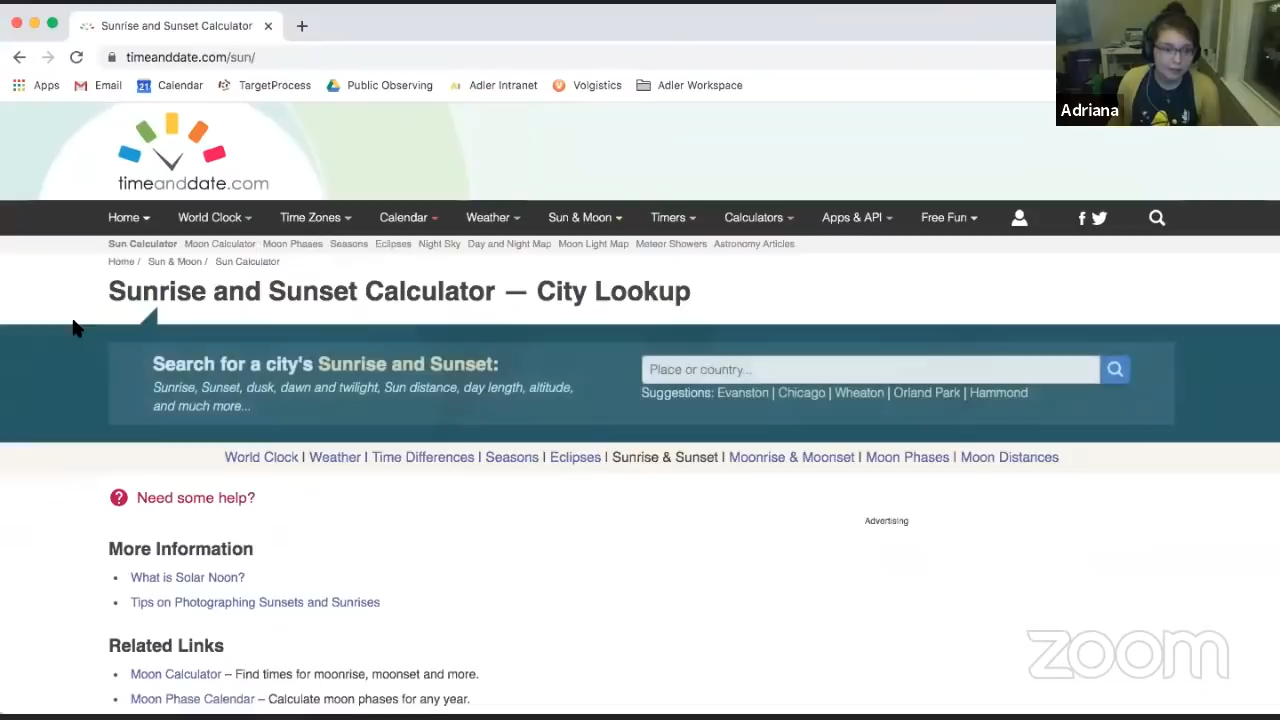 Sunrise and Sunset Calculator
timeanddate.com/sun/
Apps Email Calendar TargetProcess Public Observing Adler Intranet Volgistics Adler Workspace
Adriana
timeanddate.com
Home World Clock Time Zones Calendar Weather Sun & Moon Timers Calculators Apps & API Free Fun
Sun Calculator Moon Calculator Moon Phases Seasons Eclipses Night Sky Day and Night Map Moon Light Map Meteor Showers Astronomy Articles
Home / Sun & Moon / Sun Calculator
Sunrise and Sunset Calculator — City Lookup
Search for a city's Sunrise and Sunset:
Sunrise, Sunset, dusk, dawn and twilight, Sun distance, day length, altitude,
and much more...
Place or country...
Suggestions: Evanston | Chicago | Wheaton | Orland Park | Hammond
World Clock | Weather | Time Differences | Seasons | Eclipses | Sunrise & Sunset | Moonrise & Moonset | Moon Phases | Moon Distances
Need some help?
Advertising
More Information
• What is Solar Noon?
• Tips on Photographing Sunsets and Sunrises
Related Links
• Moon Calculator – Find times for moonrise, moonset and more.
• Moon Phase Calendar – Calculate moon phases for any year.
zoom